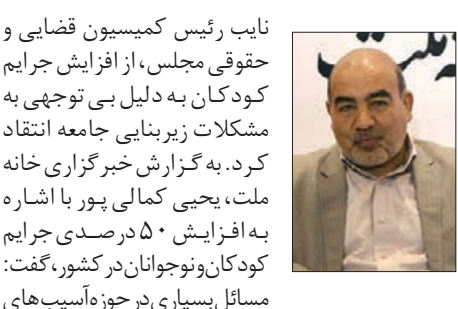 نایب رئیس کمیسیون قضایی و
حقوقی مجلس، از افزایش جرایم
کودکان به دلیل بی توجهی به
مشکلات زیربنایی جامعه انتقاد
کرد. به گزارش خبرگزاری خانه
ملت، یحیی کمالی پور با اشاره
به افزایش ۵۰ درصدی جرایم
کودکان‌ونوجوانان‌در کشور، گفت:
مسائل بسیاری در حوزه آسیب های